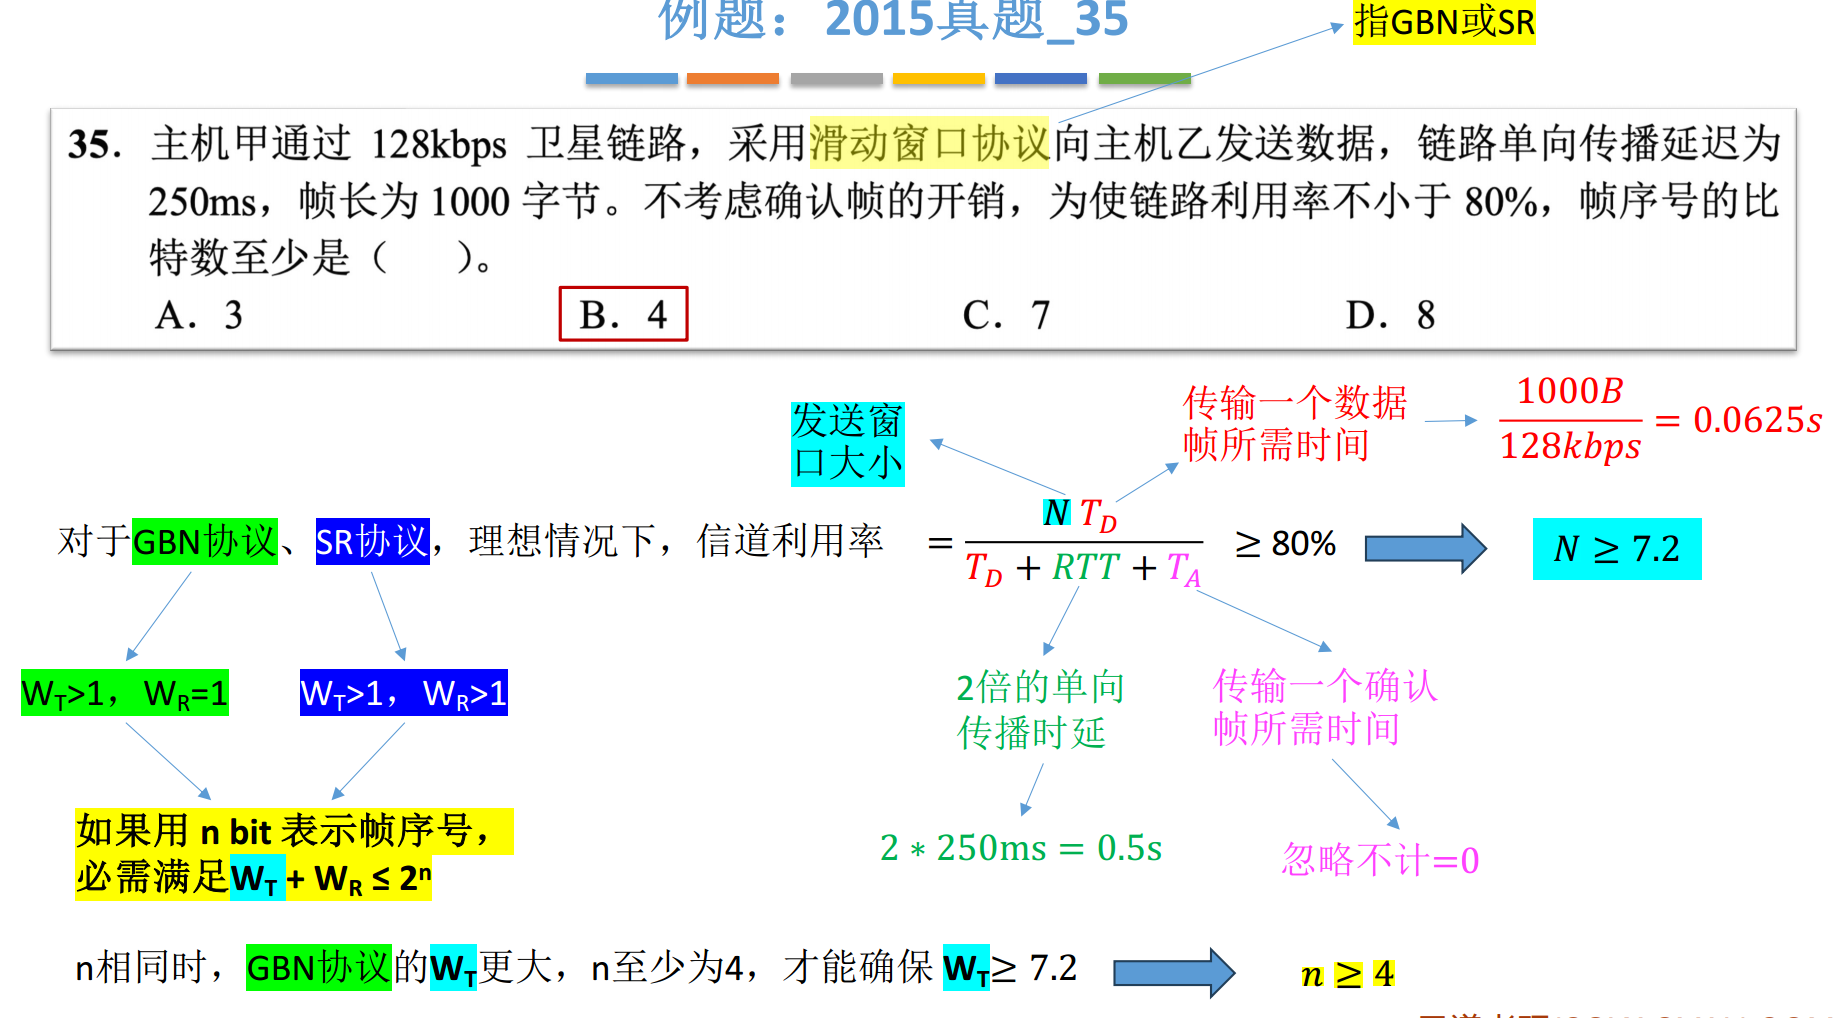 例题：2015真题_35
指GBN或SR
35. 主机甲通过 128kbps 卫星链路，采用滑动窗口协议向主机乙发送数据，链路单向传播延迟为
250ms，帧长为 1000 字节。不考虑确认帧的开销，为使链路利用率不小于 80%，帧序号的比
特数至少是（ ）。
A. 3 B. 4 C. 7 D. 8
发送窗
口大小
传输一个数据
帧所需时间
1000B
128kbps
= 0.0625s
对于GBN协议、SR协议，理想情况下，信道利用率
=
N T_D
T_D + RTT + T_A
≥ 80%
N ≥ 7.2
W_T>1，W_R=1
W_T>1，W_R>1
2倍的单向
传播时延
传输一个确认
帧所需时间
如果用 n bit 表示帧序号，
必需满足W_T + W_R ≤ 2ⁿ
2 ∗ 250ms = 0.5s
忽略不计=0
n相同时，GBN协议的W_T更大，n至少为4，才能确保 W_T≥ 7.2
n ≥ 4